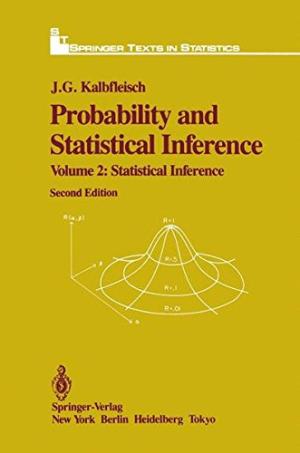 S
T
SPRINGER TEXTS IN STATISTICS
J.G. Kalbfleisch
Probability and
Statistical Inference
Volume 2: Statistical Inference
Second Edition
R(α, β)
R=1
R=.5
R=.1
R=.01
β
α
Springer-Verlag
New York Berlin Heidelberg Tokyo